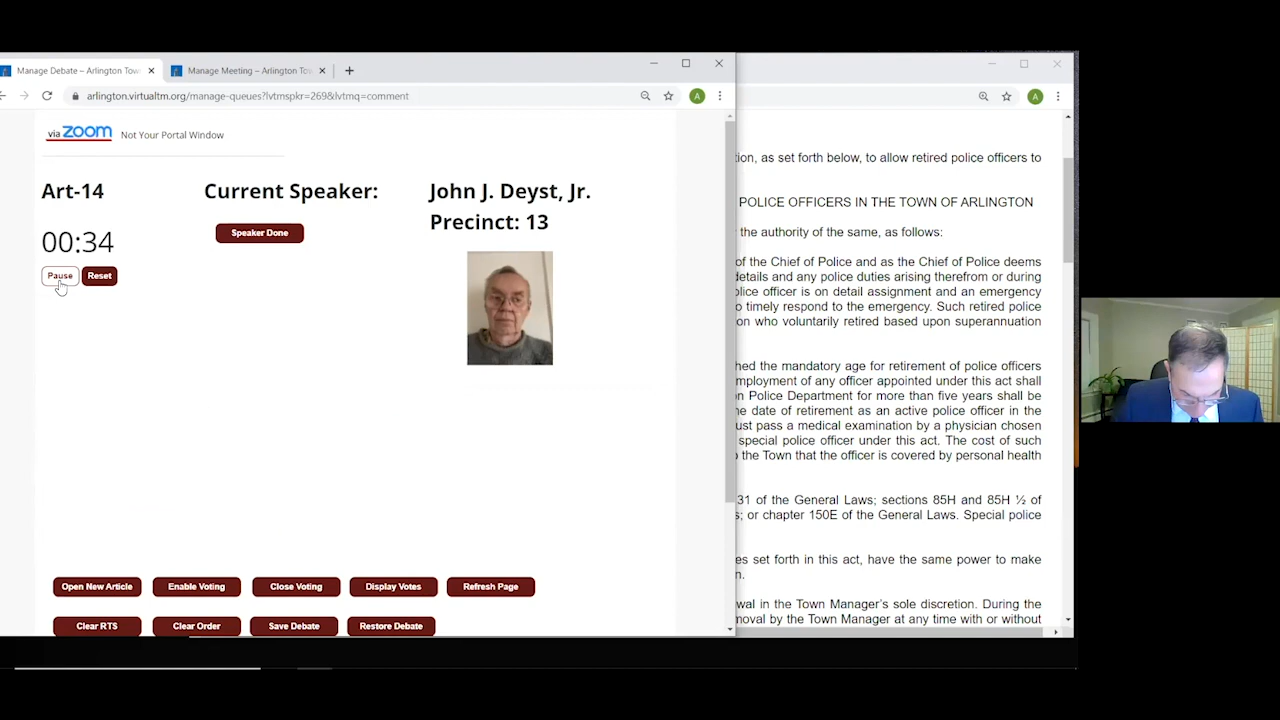 Manage Debate – Arlington Tow
Manage Meeting – Arlington Tow
arlington.virtualtm.org/manage-queues?lvtmspkr=269&lvtmq=comment
A
A
via zoom
Not Your Portal Window
Art-14
Current Speaker:
John J. Deyst, Jr.
Precinct: 13
00:34
Speaker Done
Pause
Reset
Open New Article
Enable Voting
Close Voting
Display Votes
Refresh Page
Clear RTS
Clear Order
Save Debate
Restore Debate
tion, as set forth below, to allow retired police officers to
POLICE OFFICERS IN THE TOWN OF ARLINGTON
the authority of the same, as follows:
of the Chief of Police and as the Chief of Police deems
details and any police duties arising therefrom or during
olice officer is on detail assignment and an emergency
o timely respond to the emergency. Such retired police
on who voluntarily retired based upon superannuation
hed the mandatory age for retirement of police officers
mployment of any officer appointed under this act shall
n Police Department for more than five years shall be
he date of retirement as an active police officer in the
ust pass a medical examination by a physician chosen
special police officer under this act. The cost of such
o the Town that the officer is covered by personal health
31 of the General Laws; sections 85H and 85H ½ of
s; or chapter 150E of the General Laws. Special police
es set forth in this act, have the same power to make
n.
wal in the Town Manager’s sole discretion. During the
moval by the Town Manager at any time with or without